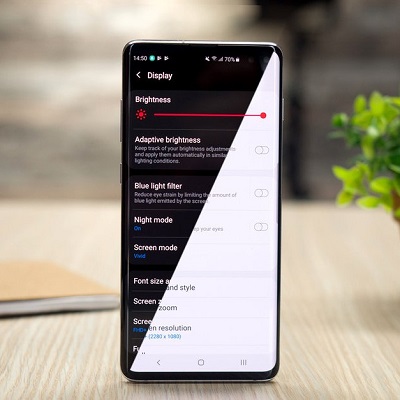 14:50 70%
Display
Brightness
Adaptive brightness
Keep track of your brightness adjustments
and apply them automatically in similar
lighting conditions.
Blue light filter
Reduce eye strain by limiting the amount of
blue light emitted by the screen.
Night mode
On p your eyes
Screen mode
Vivid
Font size a and style
Screen z zoom
Scree en resolution
FHD+ (2280 x 1080)
Fu